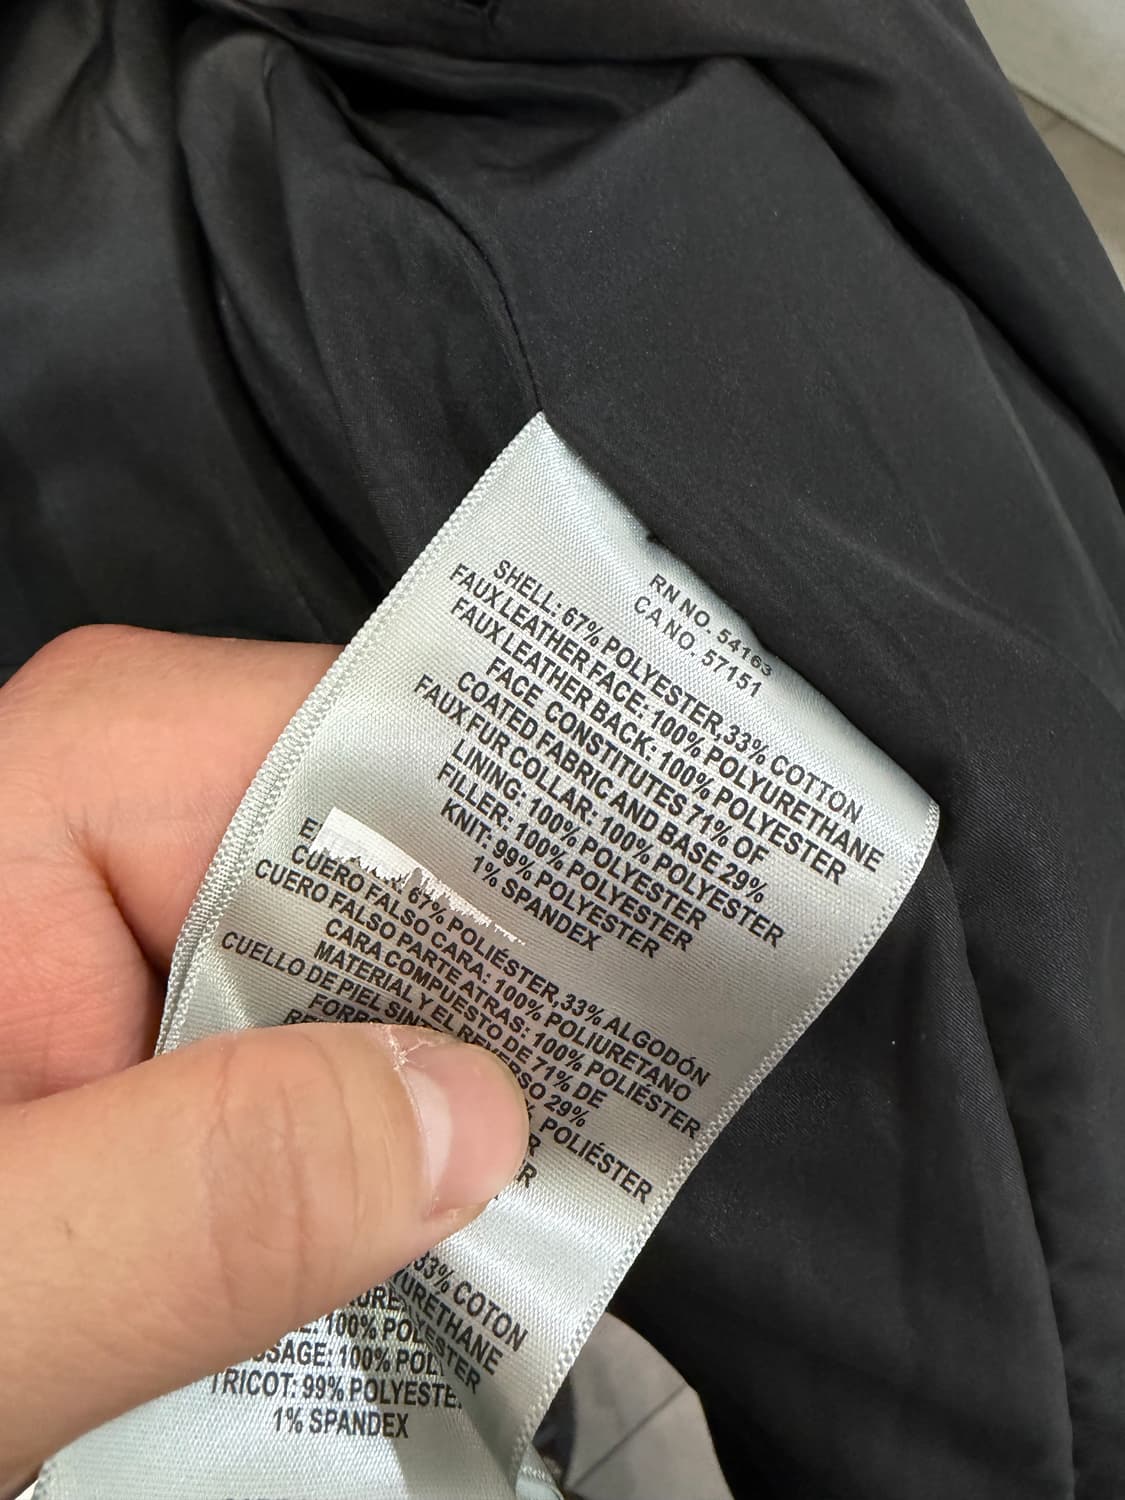 RN NO. 54163
CA NO. 57151
SHELL: 67% POLYESTER,33% COTTON
FAUX LEATHER FACE: 100% POLYURETHANE
FAUX LEATHER BACK: 100% POLYESTER
FACE CONSTITUTES 71% OF
COATED FABRIC AND BASE 29%
FAUX FUR COLLAR: 100% POLYESTER
LINING: 100% POLYESTER
FILLER: 100% POLYESTER
KNIT: 99% POLYESTER
1% SPANDEX
67% POLIÉSTER,33% ALGODÓN
CUERO FALSO CARA: 100% POLIURETANO
CUERO FALSO PARTE ATRAS: 100% POLIÉSTER
CARA COMPUESTO DE 71% DE
MATERIAL Y EL REVERSO 29%
CUELLO DE PIEL POLIÉSTER
33% COTON
100%
100%
TRICOT: 99% POLYESTER
1% SPANDEX